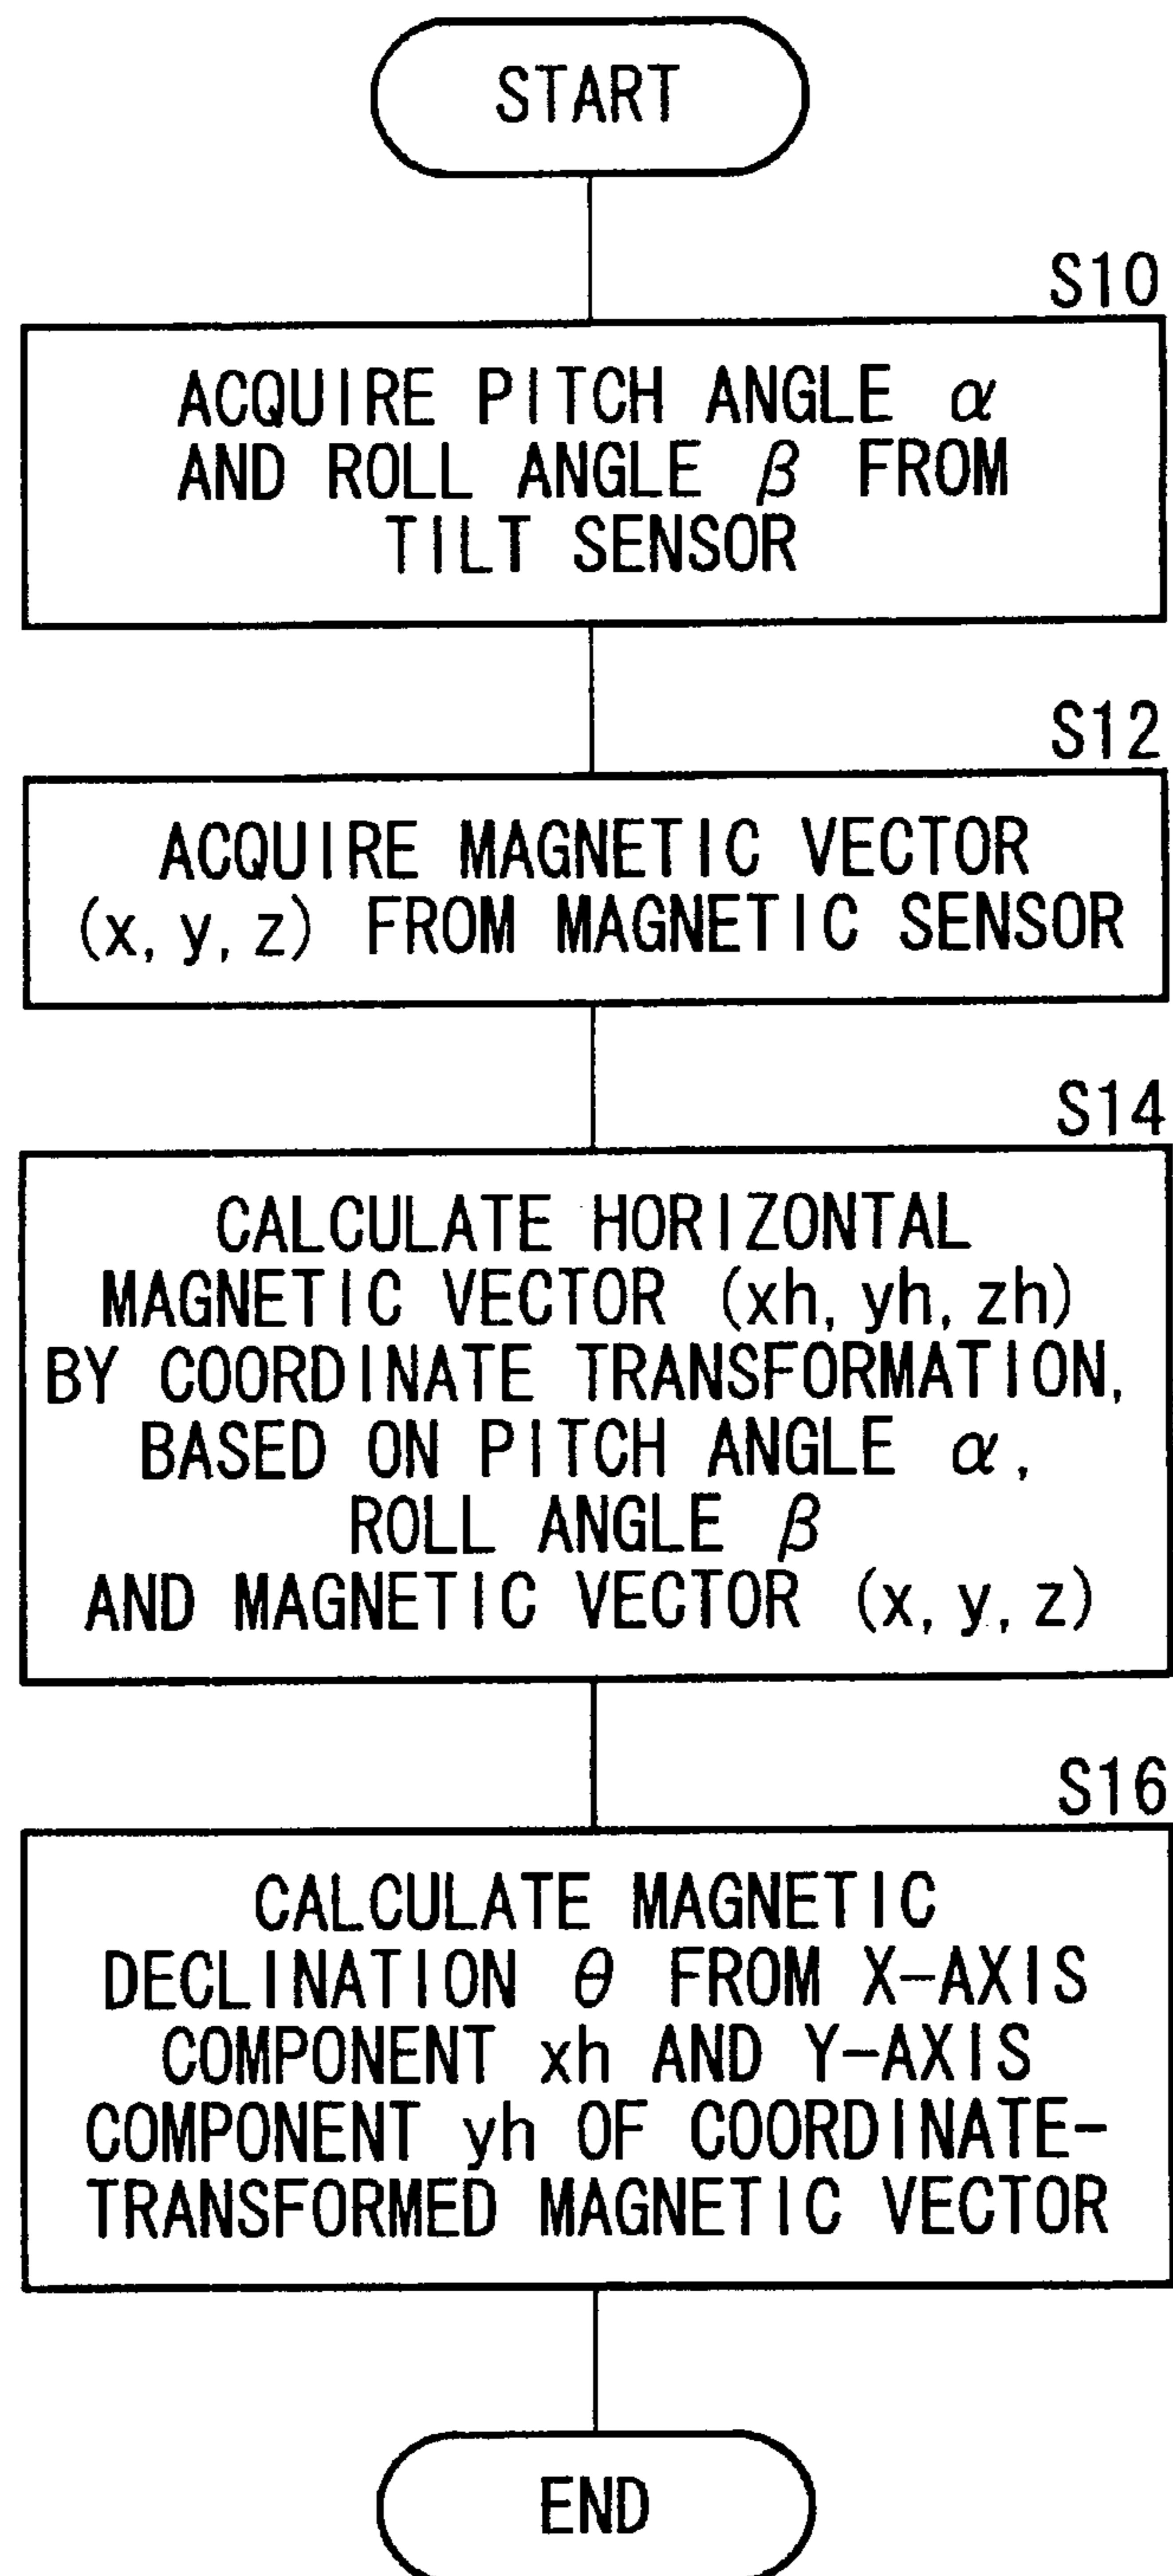 START
S10
ACQUIRE PITCH ANGLE α
AND ROLL ANGLE β FROM
TILT SENSOR
S12
ACQUIRE MAGNETIC VECTOR
(x, y, z) FROM MAGNETIC SENSOR
S14
CALCULATE HORIZONTAL
MAGNETIC VECTOR (xh, yh, zh)
BY COORDINATE TRANSFORMATION,
BASED ON PITCH ANGLE α,
ROLL ANGLE β
AND MAGNETIC VECTOR (x, y, z)
S16
CALCULATE MAGNETIC
DECLINATION θ FROM X-AXIS
COMPONENT xh AND Y-AXIS
COMPONENT yh OF COORDINATE-
TRANSFORMED MAGNETIC VECTOR
END